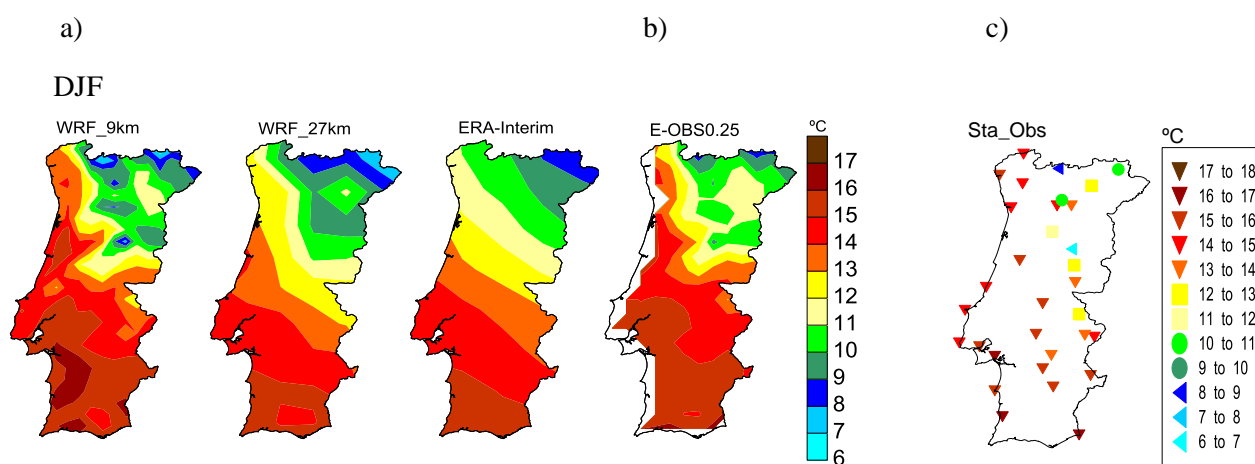 a)
b)
c)
DJF
WRF_9km
WRF_27km
ERA-Interim
E-OBS0.25
ºC
17
16
15
14
13
12
11
10
9
8
7
6
Sta_Obs
ºC
17 to 18
16 to 17
15 to 16
14 to 15
13 to 14
12 to 13
11 to 12
10 to 11
9 to 10
8 to 9
7 to 8
6 to 7